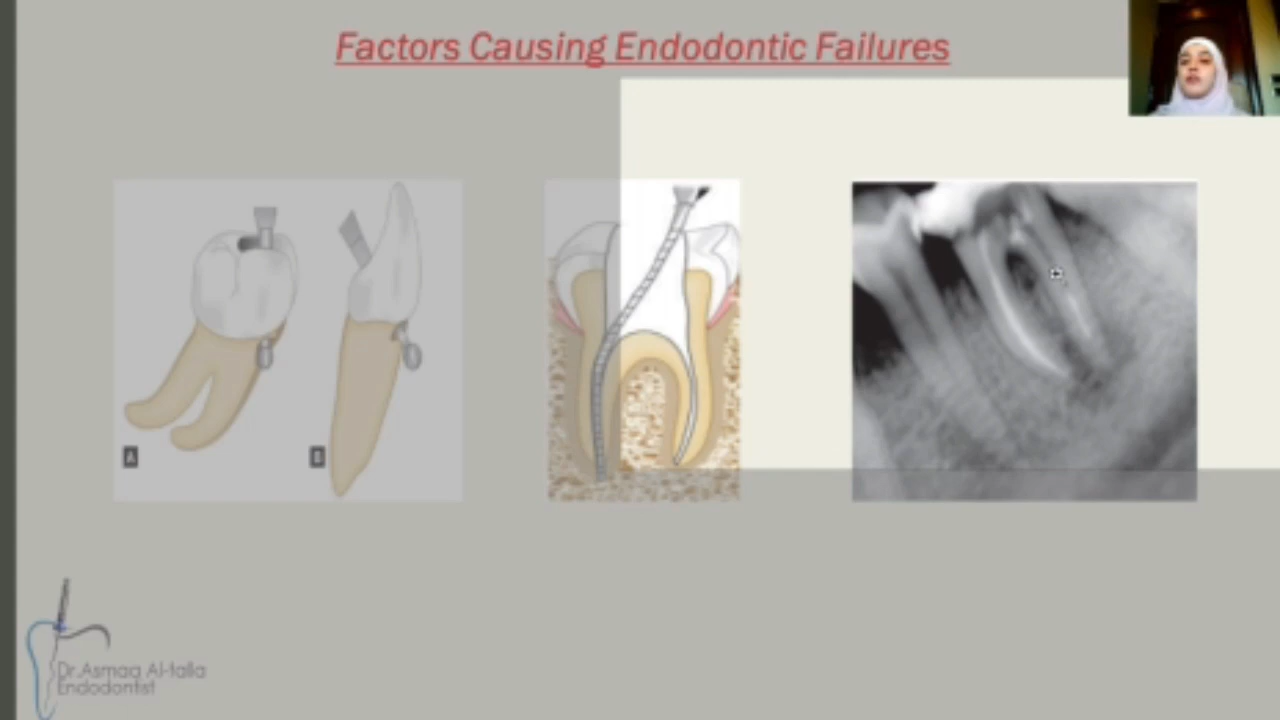 Factors Causing Endodontic Failures
A
B
Dr.Asmaa Al-talla
Endodontist